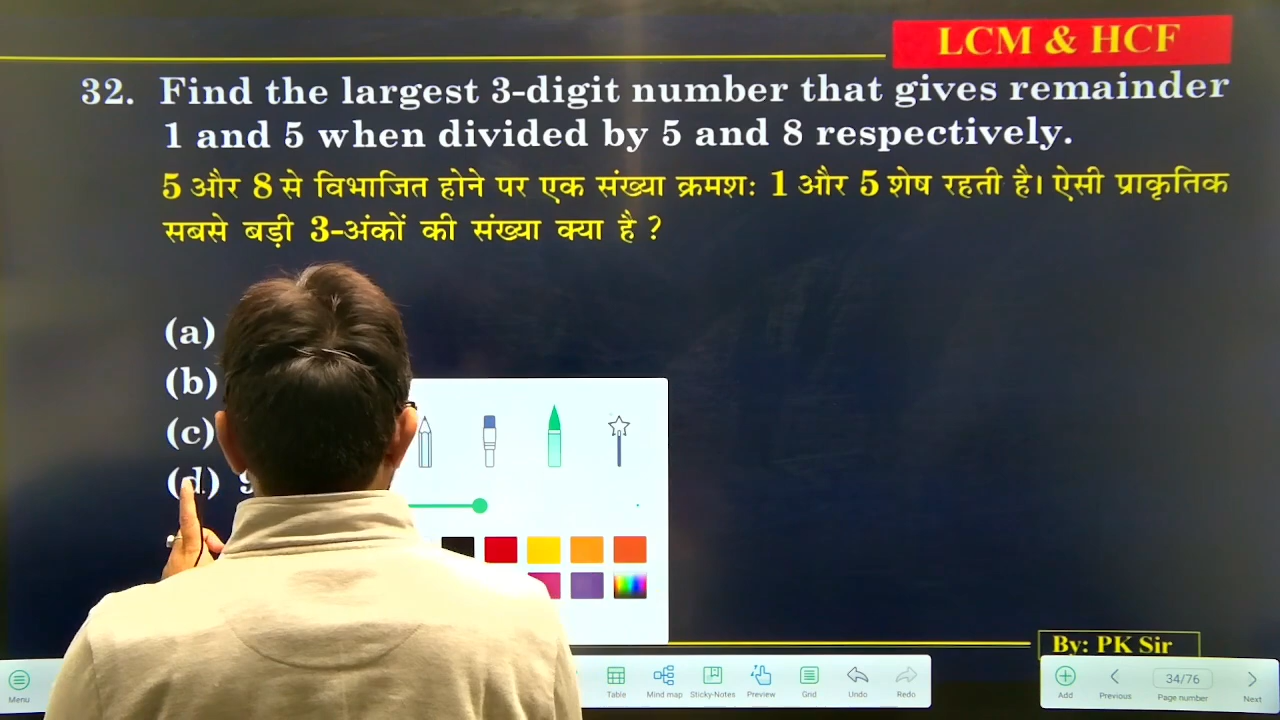 LCM & HCF
32. Find the largest 3-digit number that gives remainder
1 and 5 when divided by 5 and 8 respectively.
5 और 8 से विभाजित होने पर एक संख्या क्रमशः 1 और 5 शेष रहती है। ऐसी प्राकृतिक
सबसे बड़ी 3-अंकों की संख्या क्या है ?
(a)
(b)
(c)
(d) 9
By: PK Sir
Menu
Table Mind map Sticky-Notes Preview Grid Undo Redo
Add Previous 34/76 Page number Next